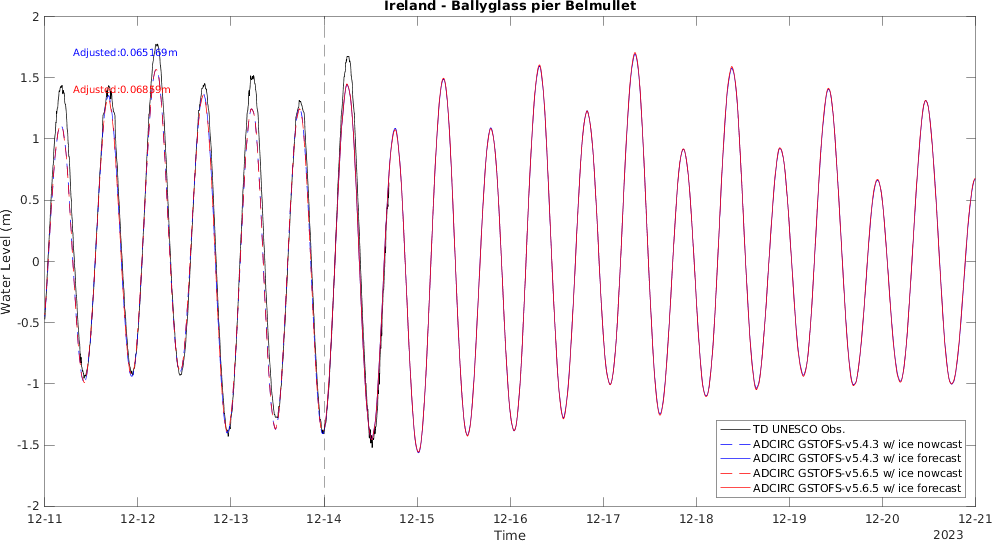 Ireland - Ballyglass pier Belmullet
Adjusted:0.065169m
Adjusted:0.06839m
2
1.5
1
0.5
0
-0.5
-1
-1.5
-2
Water Level (m)
12-11
12-12
12-13
12-14
12-15
12-16
12-17
12-18
12-19
12-20
12-21
Time
2023
TD UNESCO Obs.
ADCIRC GSTOFS-v5.4.3 w/ ice nowcast
ADCIRC GSTOFS-v5.4.3 w/ ice forecast
ADCIRC GSTOFS-v5.6.5 w/ ice nowcast
ADCIRC GSTOFS-v5.6.5 w/ ice forecast